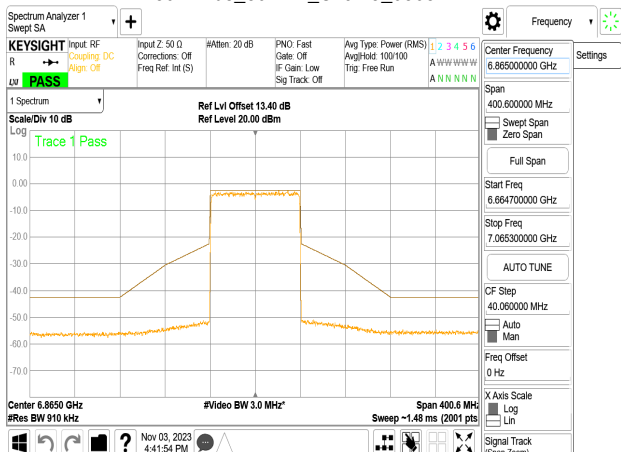 Spectrum Analyzer 1
Swept SA
Frequency
KEYSIGHT
R
LXI
PASS
Input: RF
Coupling: DC
Align: Off
Input Z: 50 Ω
Corrections: Off
Freq Ref: Int (S)
#Atten: 20 dB
PNO: Fast
Gate: Off
IF Gain: Low
Sig Track: Off
Avg Type: Power (RMS)
Avg|Hold: 100/100
Trig: Free Run
1 2 3 4 5 6
A W W W W W
A N N N N N
1 Spectrum
Scale/Div 10 dB
Ref Lvl Offset 13.40 dB
Ref Level 20.00 dBm
Log
Trace 1 Pass
10.0
0.00
-10.0
-20.0
-30.0
-40.0
-50.0
-60.0
-70.0
Center 6.8650 GHz
#Res BW 910 kHz
#Video BW 3.0 MHz*
Span 400.6 MHz
Sweep ~1.48 ms (2001 pts)
Nov 03, 2023
4:41:54 PM
Center Frequency
6.865000000 GHz
Span
400.600000 MHz
Swept Span
Zero Span
Full Span
Start Freq
6.664700000 GHz
Stop Freq
7.065300000 GHz
AUTO TUNE
CF Step
40.060000 MHz
Auto
Man
Freq Offset
0 Hz
X Axis Scale
Log
Lin
Signal Track
(Span Zoom)
Settings